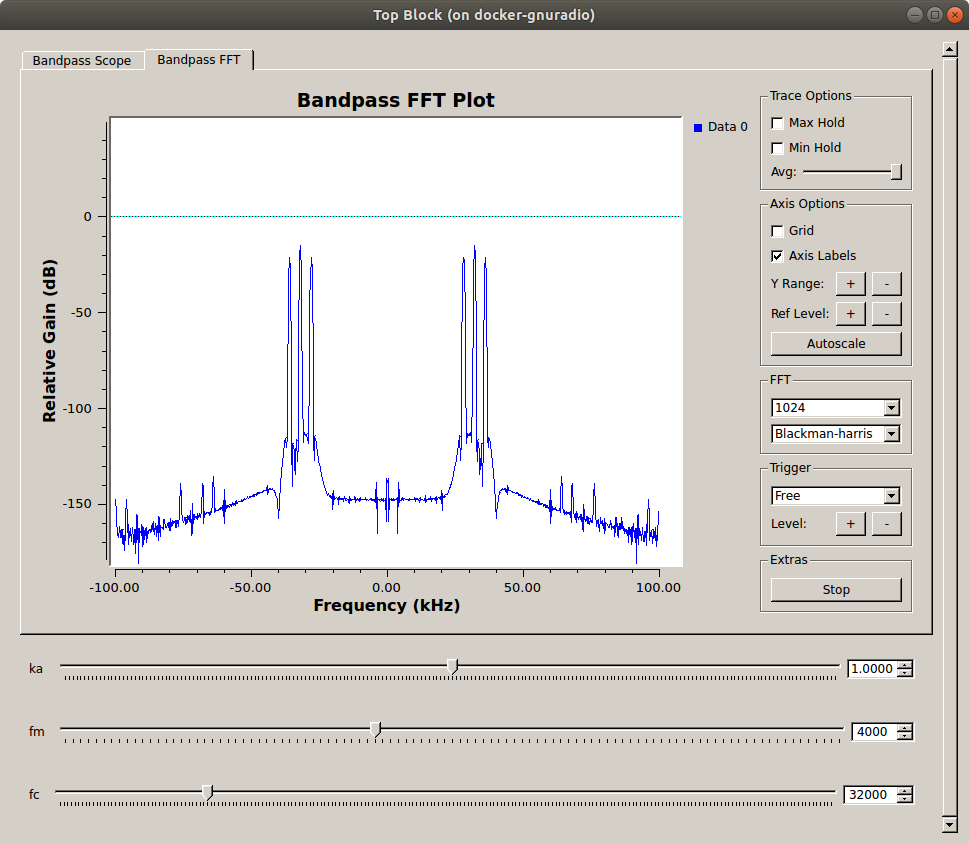 Top Block (on docker-gnuradio)
Bandpass Scope
Bandpass FFT
Bandpass FFT Plot
Data 0
0
-50
-100
-150
Relative Gain (dB)
-100.00
-50.00
0.00
50.00
100.00
Frequency (kHz)
Trace Options
Max Hold
Min Hold
Avg:
Axis Options
Grid
Axis Labels
Y Range: + -
Ref Level: + -
Autoscale
FFT
1024
Blackman-harris
Trigger
Free
Level: + -
Extras
Stop
ka 1.0000
fm 4000
fc 32000